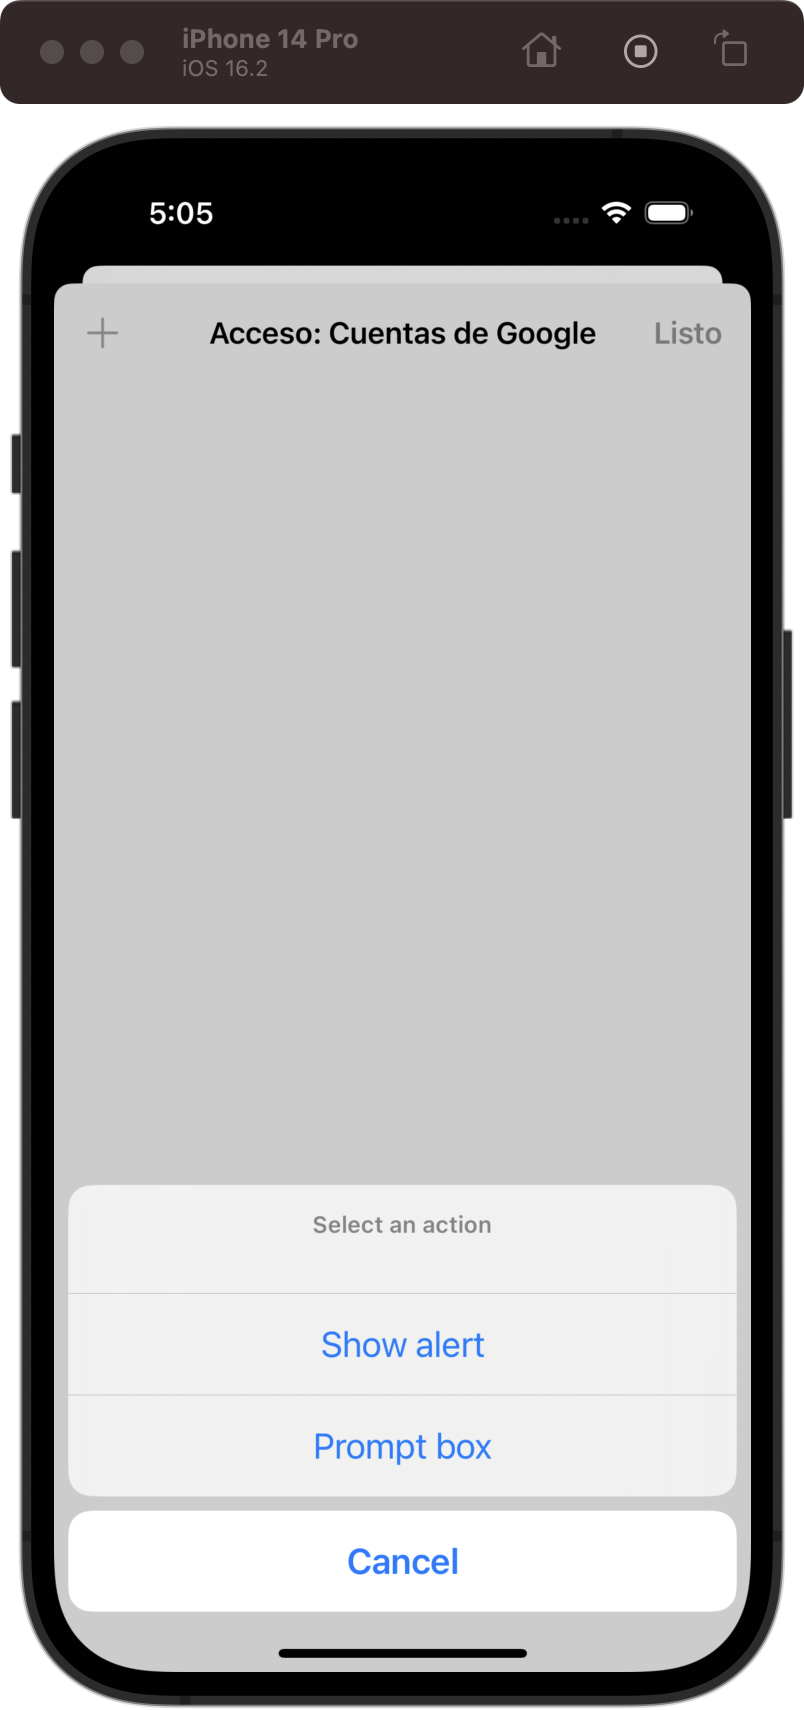 iPhone 14 Pro
iOS 16.2
5:05
Acceso: Cuentas de Google
Listo
Select an action
Show alert
Prompt box
Cancel